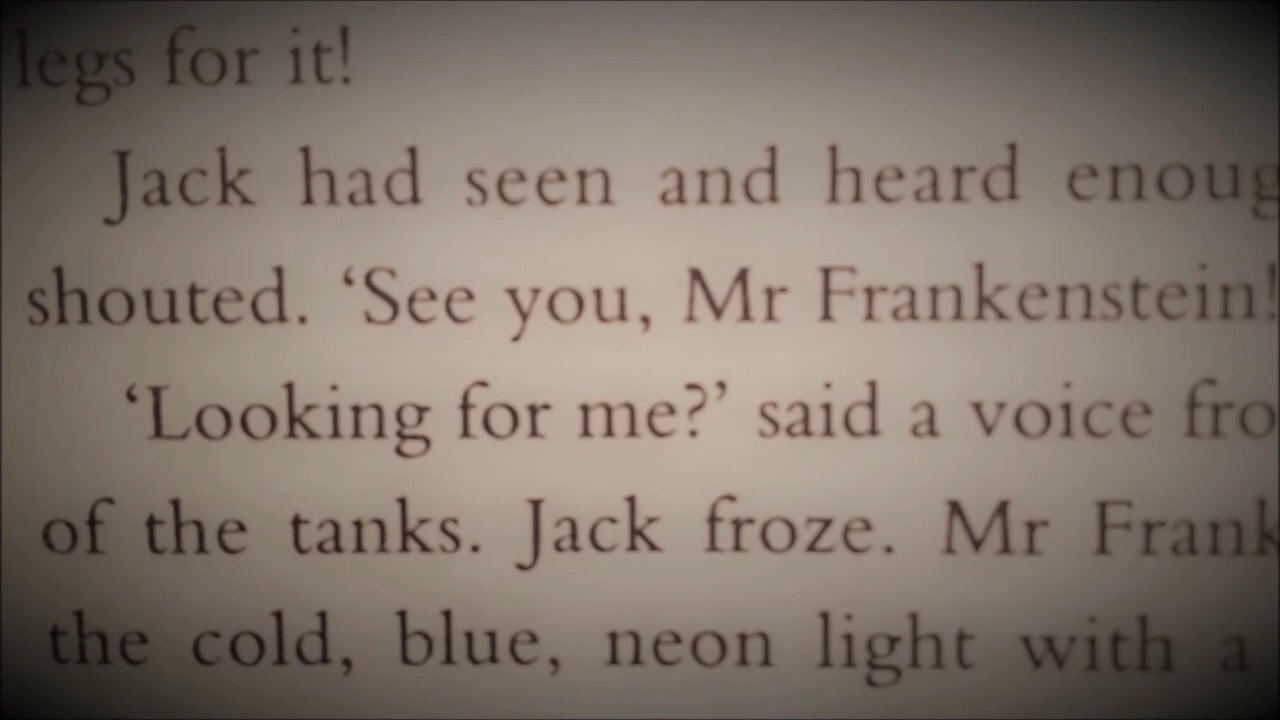 legs for it!
Jack had seen and heard enoug
shouted. ‘See you, Mr Frankenstein!
‘Looking for me?’ said a voice fro
of the tanks. Jack froze. Mr Frank
the cold, blue, neon light with a